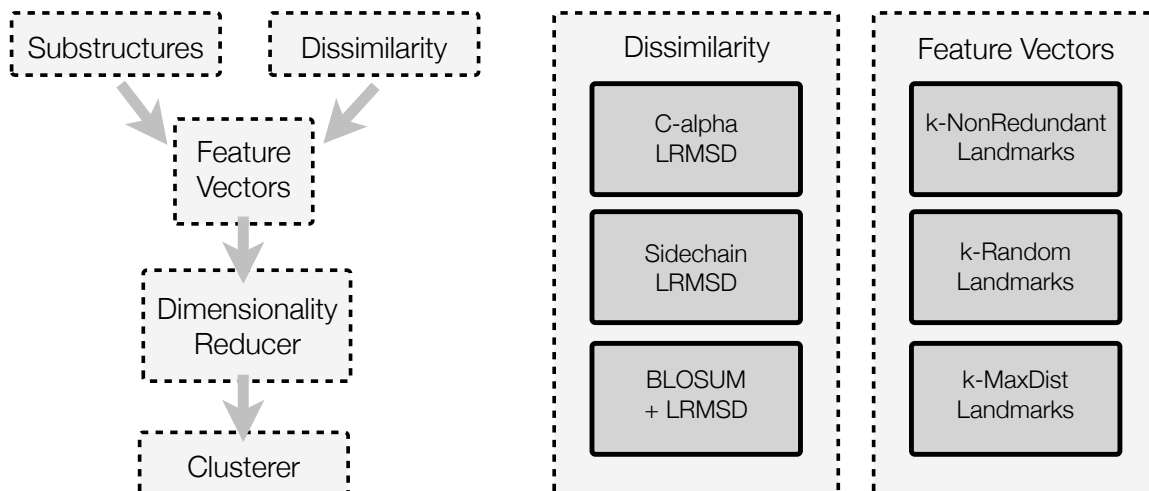 Substructures
Dissimilarity
Feature
Vectors
Dimensionality
Reducer
Clusterer
Dissimilarity
C-alpha
LRMSD
Sidechain
LRMSD
BLOSUM
+ LRMSD
Feature Vectors
k-NonRedundant
Landmarks
k-Random
Landmarks
k-MaxDist
Landmarks